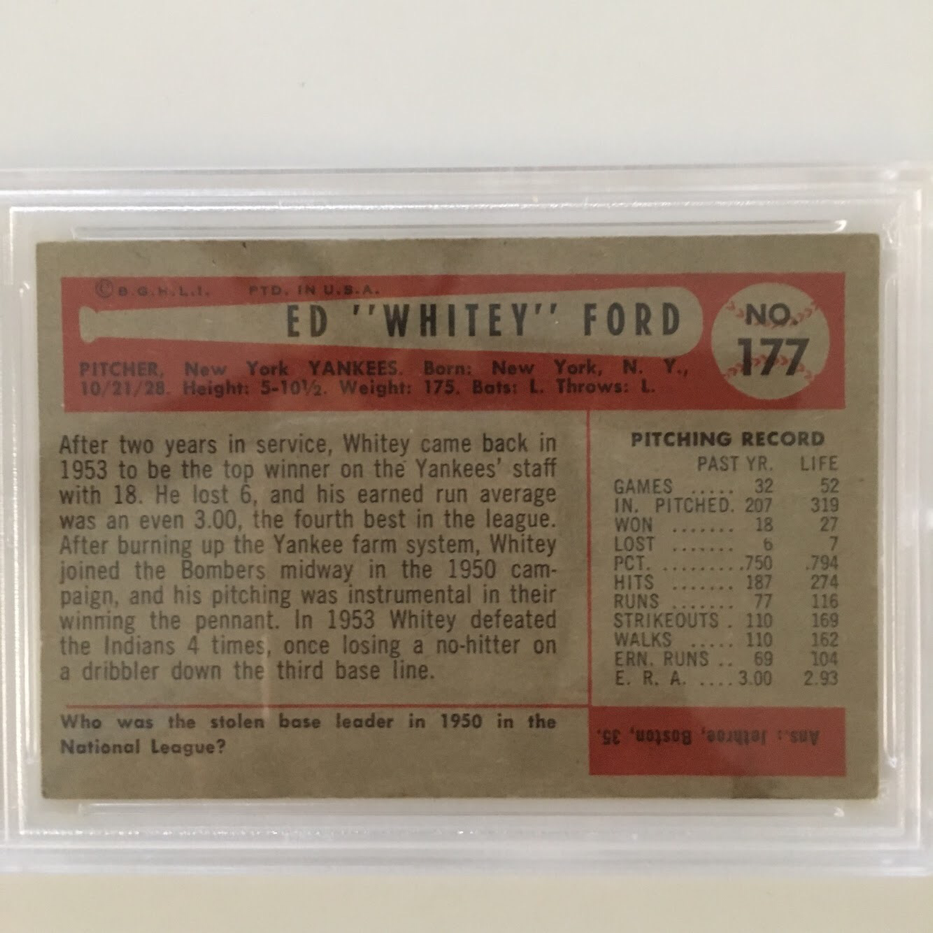 © B.G.H.L.I. PTD. IN U.S.A.
ED "WHITEY" FORD
NO.
177
PITCHER, New York YANKEES. Born: New York, N. Y.,
10/21/28. Height: 5-10½. Weight: 175. Bats: L. Throws: L.
After two years in service, Whitey came back in
1953 to be the top winner on the Yankees' staff
with 18. He lost 6, and his earned run average
was an even 3.00, the fourth best in the league.
After burning up the Yankee farm system, Whitey
joined the Bombers midway in the 1950 cam-
paign, and his pitching was instrumental in their
winning the pennant. In 1953 Whitey defeated
the Indians 4 times, once losing a no-hitter on
a dribbler down the third base line.
PITCHING RECORD
PAST YR. LIFE
GAMES ..... 32 52
IN. PITCHED. 207 319
WON ....... 18 27
LOST ....... 6 7
PCT. ......... .750 .794
HITS ....... 187 274
RUNS ....... 77 116
STRIKEOUTS . 110 169
WALKS ..... 110 162
ERN. RUNS .. 69 104
E. R. A. .... 3.00 2.93
Who was the stolen base leader in 1950 in the
National League?
Ans.: Jethroe, Boston, 35.